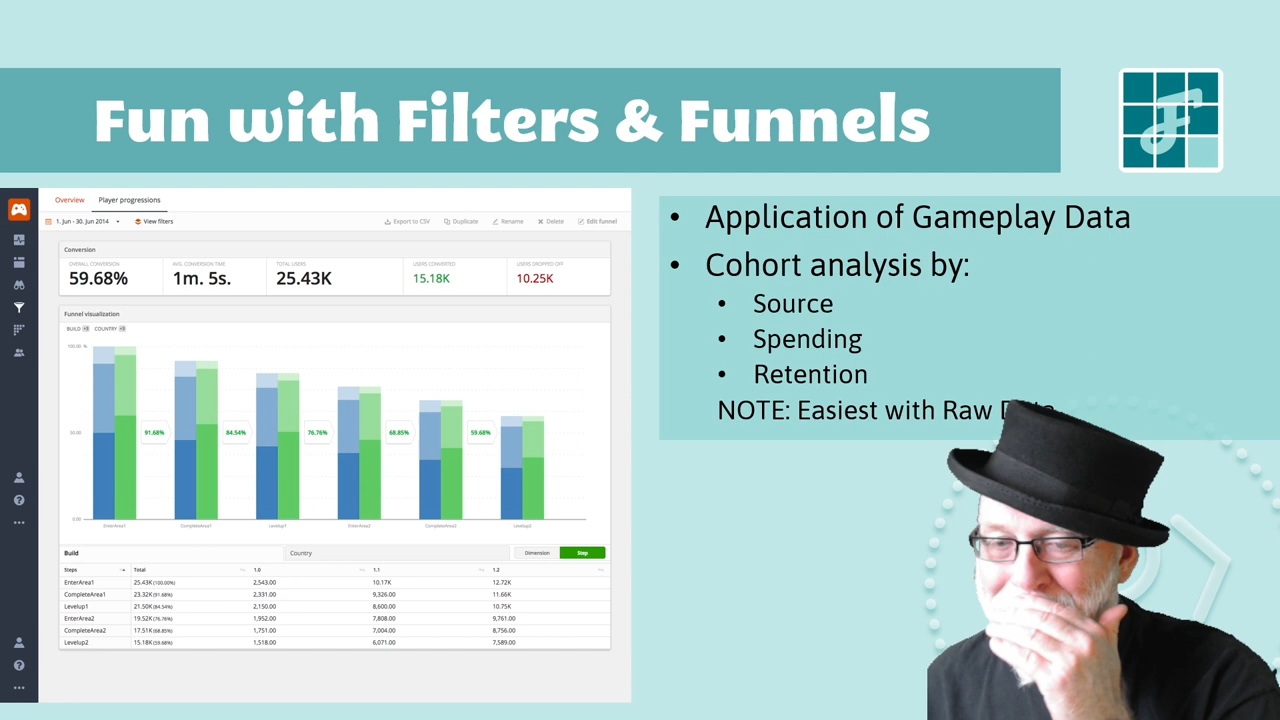 Fun with Filters & Funnels
F
Overview Player progressions
1. Jun - 30. Jun 2014 View filters Export to CSV Duplicate Rename Delete Edit funnel
Conversion
OVERALL CONVERSION AVG. CONVERSION TIME TOTAL USERS USERS CONVERTED USERS DROPPED OFF
59.68% 1m. 5s. 25.43K 15.18K 10.25K
Funnel visualization
BUILD +3 COUNTRY +3
100.00 %
50.00
91.68% 84.54% 76.76% 68.85% 59.68%
0.00
EnterArea1 CompleteArea1 Levelup1 EnterArea2 CompleteArea2 Levelup2
Build Country Dimension Step
Steps Total 1.0 1.1 1.2
EnterArea1 25.43K (100.00%) 2,543.00 10.17K 12.72K
CompleteArea1 23.32K (91.68%) 2,331.00 9,326.00 11.66K
Levelup1 21.50K (84.54%) 2,150.00 8,600.00 10.75K
EnterArea2 19.52K (76.76%) 1,952.00 7,808.00 9,761.00
CompleteArea2 17.51K (68.85%) 1,751.00 7,004.00 8,756.00
Levelup2 15.18K (59.68%) 1,518.00 6,071.00 7,589.00
• Application of Gameplay Data
• Cohort analysis by:
• Source
• Spending
• Retention
NOTE: Easiest with Raw